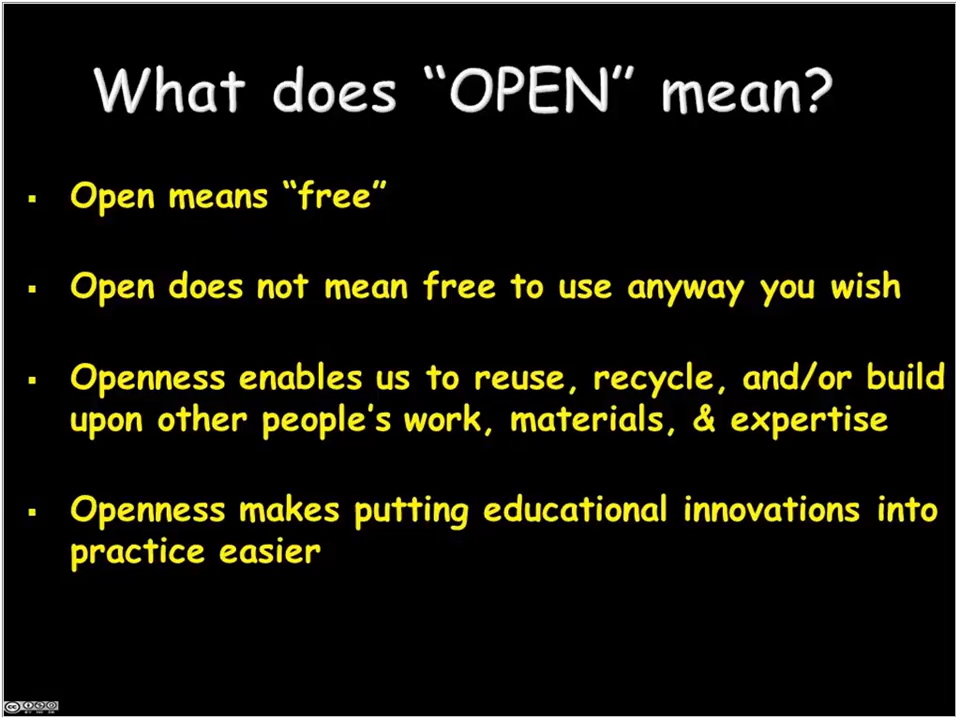 What does “OPEN” mean?
▪ Open means “free”
▪ Open does not mean free to use anyway you wish
▪ Openness enables us to reuse, recycle, and/or build
upon other people’s work, materials, & expertise
▪ Openness makes putting educational innovations into
practice easier